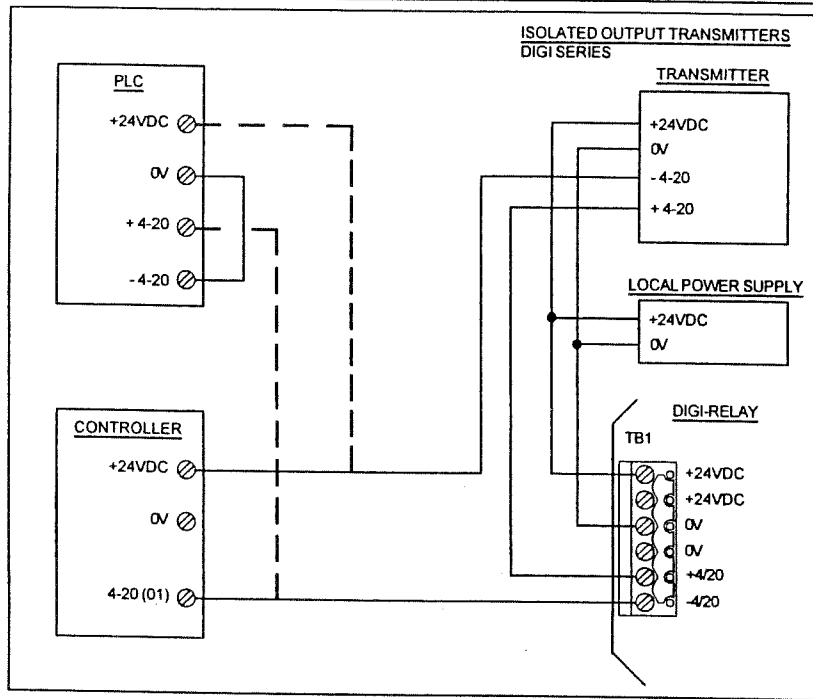 ISOLATED OUTPUT TRANSMITTERS
DIGI SERIES
PLC
+24VDC
0V
+ 4-20
- 4-20
TRANSMITTER
+24VDC
0V
- 4-20
+ 4-20
LOCAL POWER SUPPLY
+24VDC
0V
CONTROLLER
+24VDC
0V
4-20 (01)
DIGI-RELAY
TB1
+24VDC
+24VDC
0V
0V
+4/20
-4/20